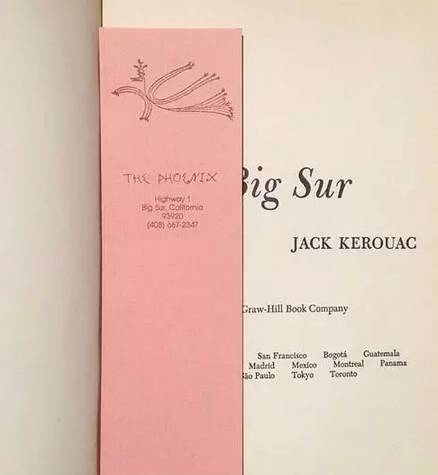 THE PHOENIX
Highway 1
Big Sur, California
93920
(408) 667-2347
Big Sur
JACK KEROUAC
Graw-Hill Book Company
San Francisco Bogotá Guatemala
Madrid Mexico Montreal Panama
São Paulo Tokyo Toronto